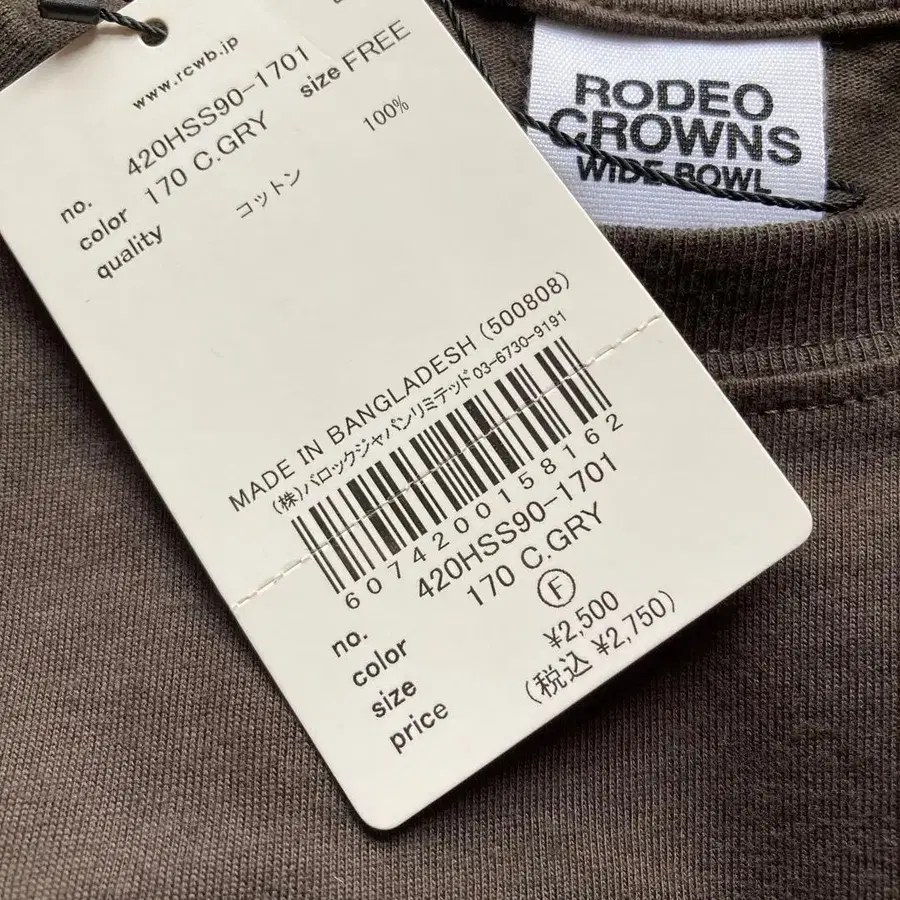 www.rcwb.jp
no. 420HSS90-1701
color 170 C.GRY size FREE
quality
コットン 100%
MADE IN BANGLADESH (500808)
(株)バロックジャパンリミテッド 03-6730-9191
6074200158162
no. 420HSS90-1701
color 170 C.GRY
size F
price ¥2,500
(税込 ¥2,750)
RODEO
CROWNS
WIDE BOWL